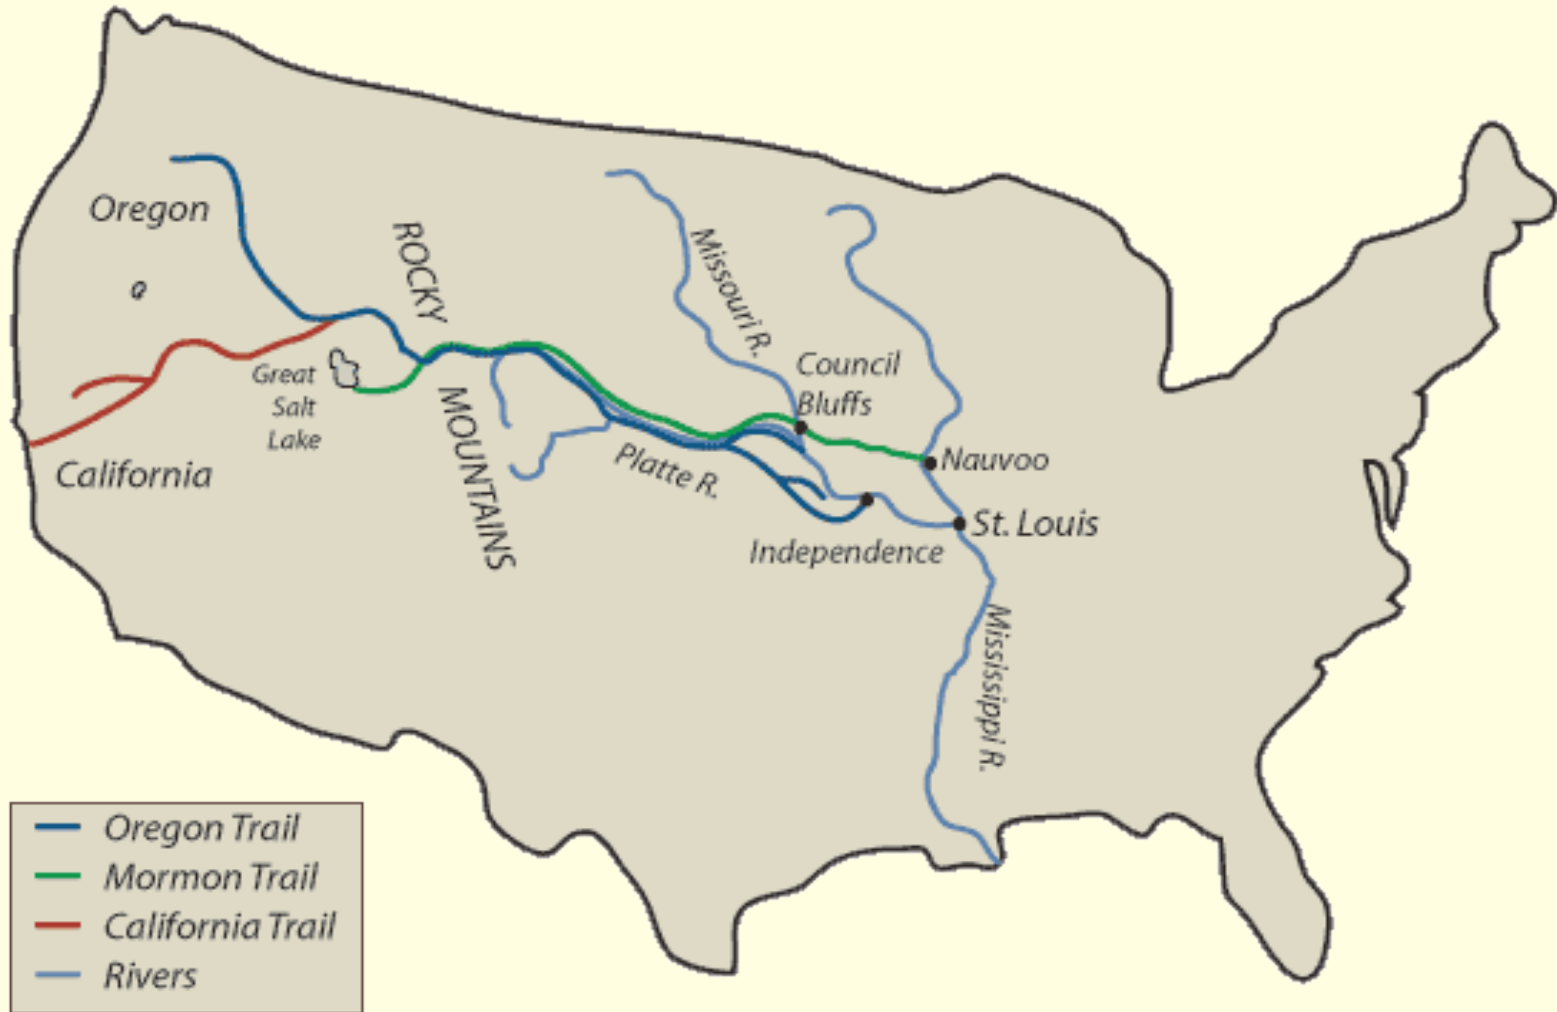 Oregon
ROCKY
MOUNTAINS
Missouri R.
Council
Bluffs
Great
Salt
Lake
California
Platte R.
Nauvoo
St. Louis
Independence
Mississippi R.
Oregon Trail
Mormon Trail
California Trail
Rivers